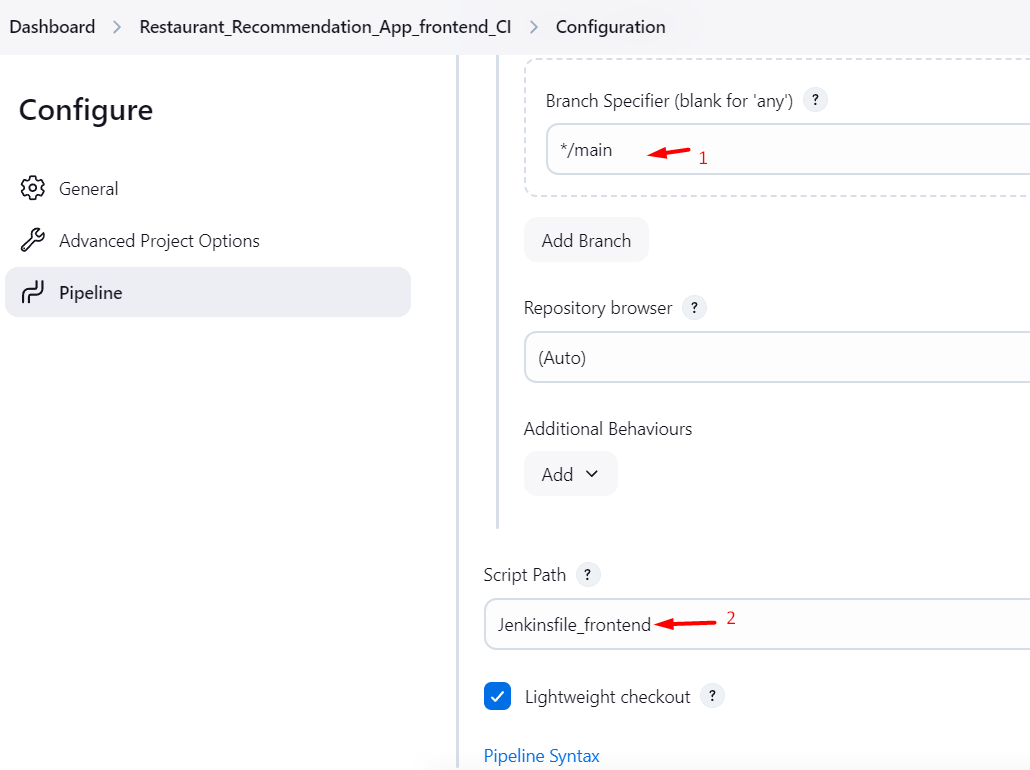 Dashboard > Restaurant_Recommendation_App_frontend_CI > Configuration
Configure
General
Advanced Project Options
Pipeline
Branch Specifier (blank for 'any') ?
*/main
1
Add Branch
Repository browser ?
(Auto)
Additional Behaviours
Add
Script Path ?
Jenkinsfile_frontend
2
Lightweight checkout ?
Pipeline Syntax